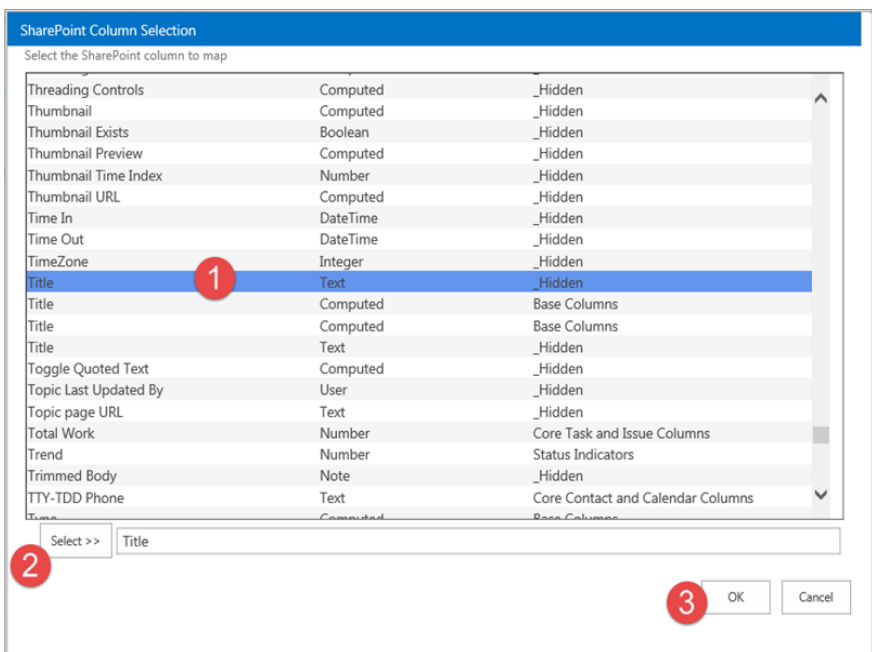 SharePoint Column Selection
Select the SharePoint column to map
Threading Controls Computed _Hidden
Thumbnail Computed _Hidden
Thumbnail Exists Boolean _Hidden
Thumbnail Preview Computed _Hidden
Thumbnail Time Index Number _Hidden
Thumbnail URL Computed _Hidden
Time In DateTime _Hidden
Time Out DateTime _Hidden
TimeZone Integer _Hidden
Title 1 Text _Hidden
Title Computed Base Columns
Title Computed Base Columns
Title Text _Hidden
Toggle Quoted Text Computed _Hidden
Topic Last Updated By User _Hidden
Topic page URL Text _Hidden
Total Work Number Core Task and Issue Columns
Trend Number Status Indicators
Trimmed Body Note _Hidden
TTY-TDD Phone Text Core Contact and Calendar Columns
Type Computed Base Columns
Select >> Title
2
3 OK Cancel